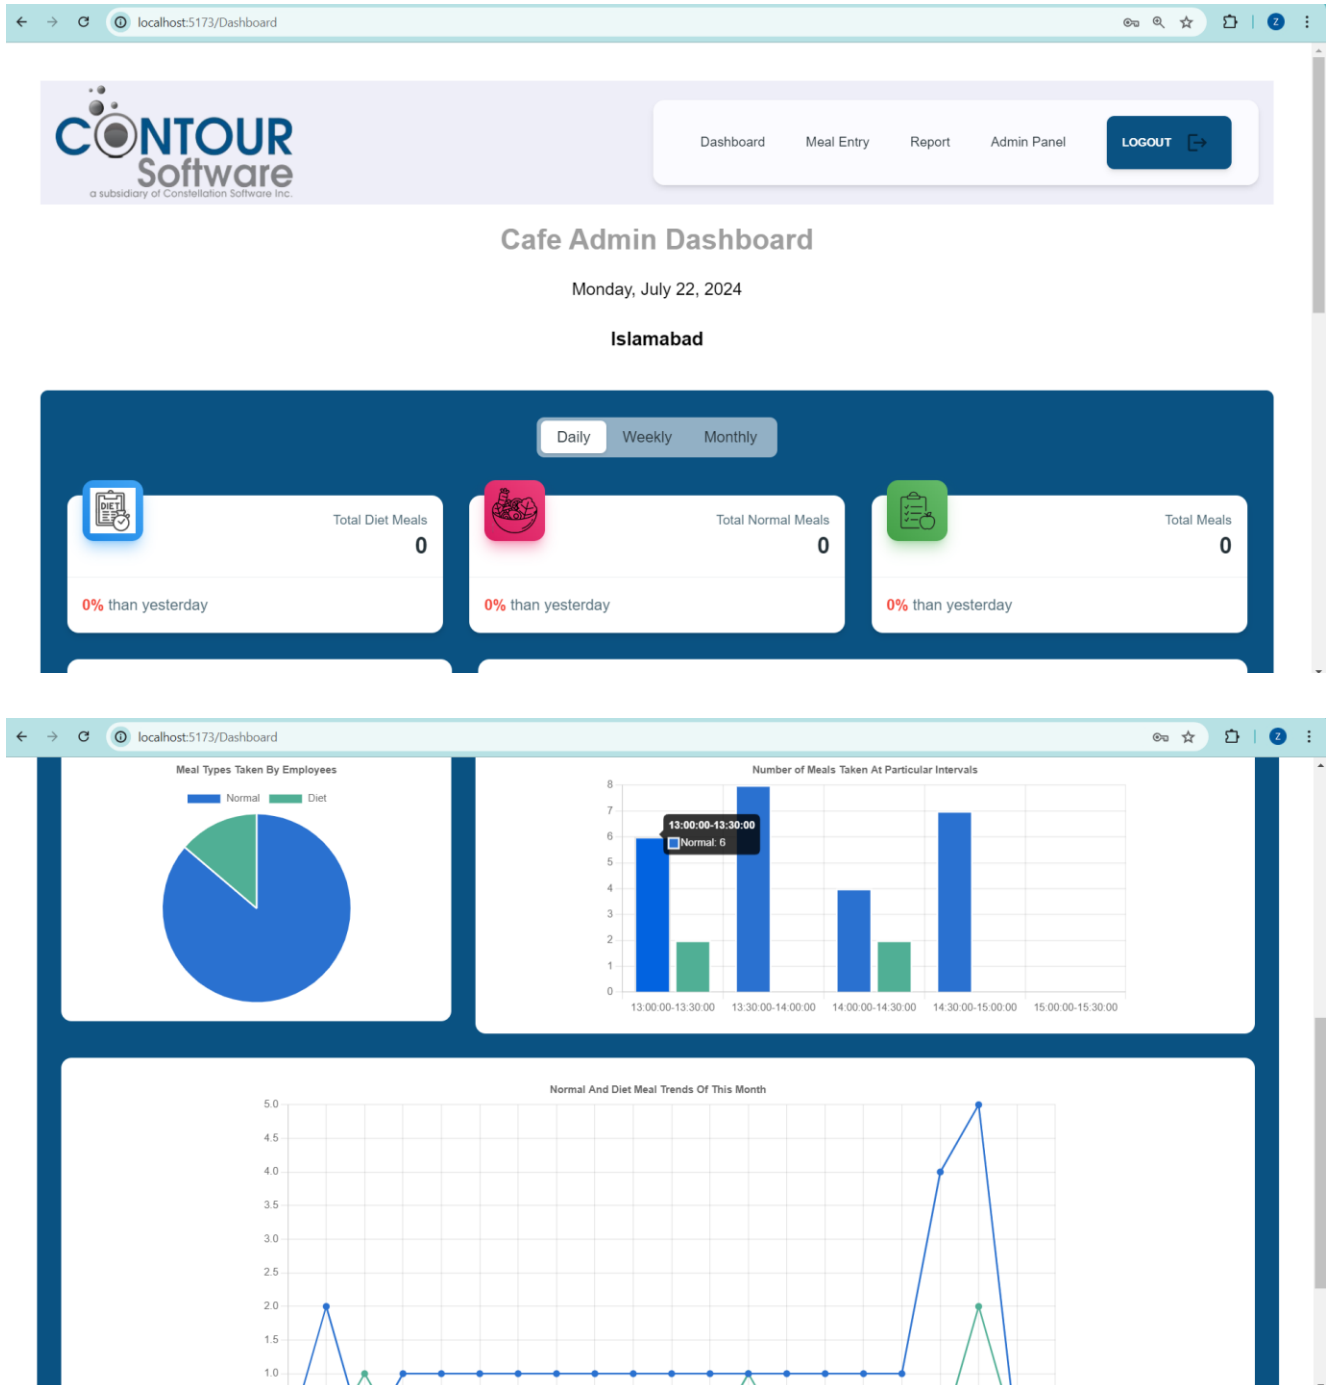 localhost:5173/Dashboard
Z
CONTOUR
Software
a subsidiary of Constellation Software Inc.
Dashboard Meal Entry Report Admin Panel LOGOUT
Cafe Admin Dashboard
Monday, July 22, 2024
Islamabad
Daily Weekly Monthly
DIET
Total Diet Meals
0
0% than yesterday
Total Normal Meals
0
0% than yesterday
Total Meals
0
0% than yesterday
localhost:5173/Dashboard
Z
Meal Types Taken By Employees
Normal Diet
Number of Meals Taken At Particular Intervals
8
7
6
5
4
3
2
1
0
13:00:00-13:30:00
Normal: 6
13:00:00-13:30:00 13:30:00-14:00:00 14:00:00-14:30:00 14:30:00-15:00:00 15:00:00-15:30:00
Normal And Diet Meal Trends Of This Month
5.0
4.5
4.0
3.5
3.0
2.5
2.0
1.5
1.0